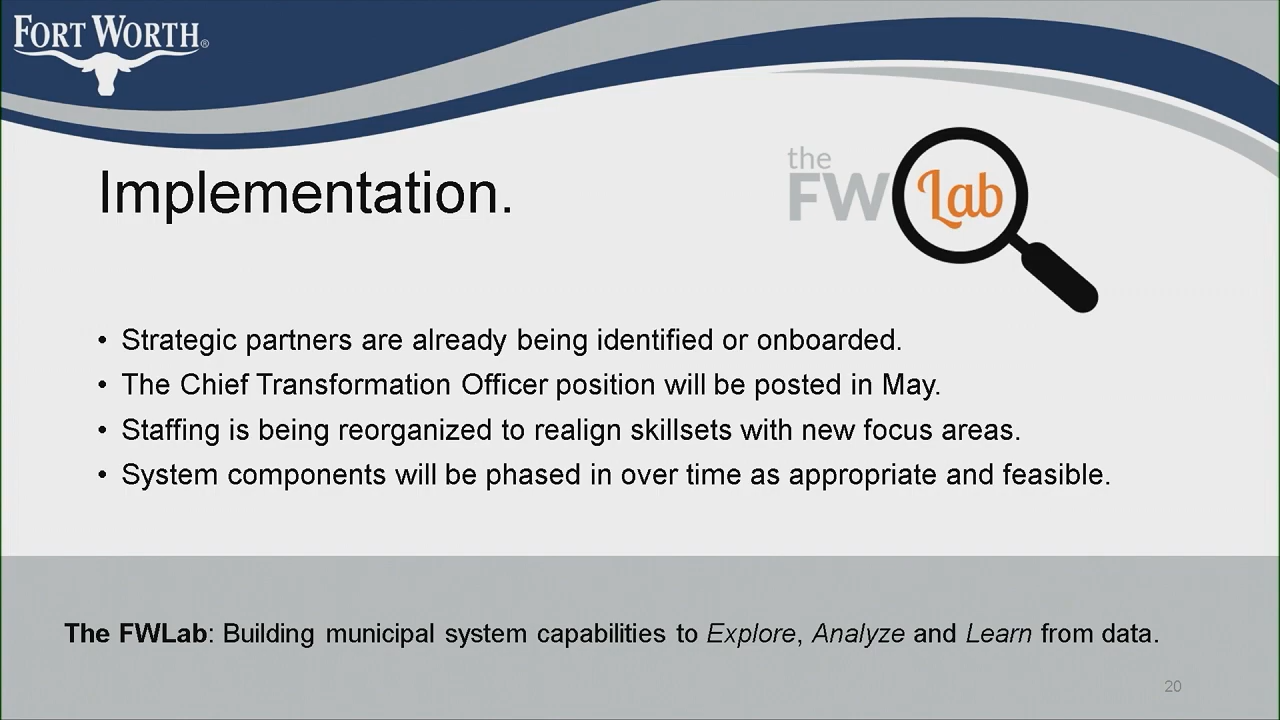 FORT WORTH®
the
FW Lab
Implementation.
• Strategic partners are already being identified or onboarded.
• The Chief Transformation Officer position will be posted in May.
• Staffing is being reorganized to realign skillsets with new focus areas.
• System components will be phased in over time as appropriate and feasible.
The FWLab: Building municipal system capabilities to Explore, Analyze and Learn from data.
20